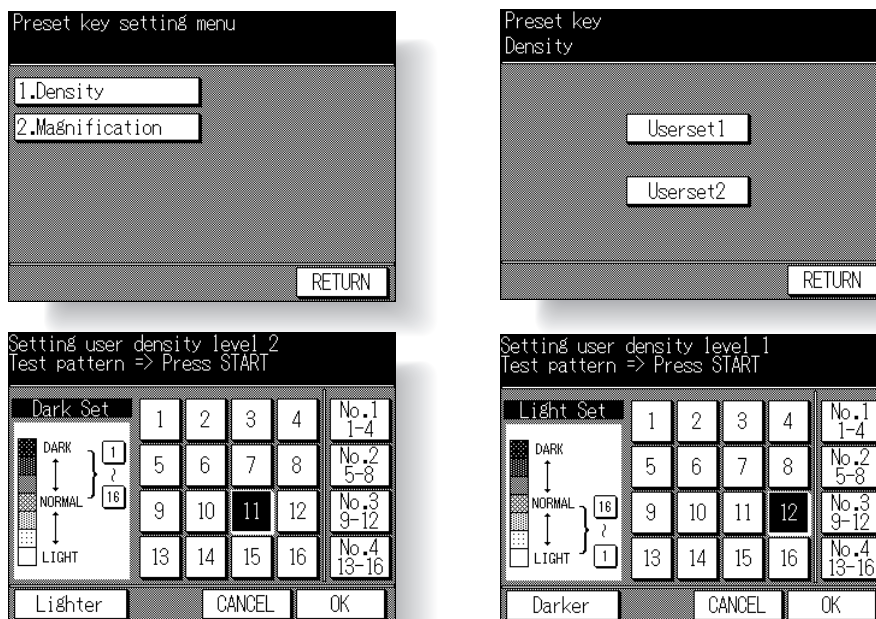 Preset key setting menu
1.Density
2.Magnification
RETURN
Preset key
Density
Userset1
Userset2
RETURN
Setting user density level 2
Test pattern => Press START
Dark Set
DARK
NORMAL
LIGHT
1
~
16
1 2 3 4
5 6 7 8
9 10 11 12
13 14 15 16
No.1
1-4
No.2
5-8
No.3
9-12
No.4
13-16
Lighter CANCEL OK
Setting user density level 1
Test pattern => Press START
Light Set
DARK
NORMAL
LIGHT
16
~
1
1 2 3 4
5 6 7 8
9 10 11 12
13 14 15 16
No.1
1-4
No.2
5-8
No.3
9-12
No.4
13-16
Darker CANCEL OK